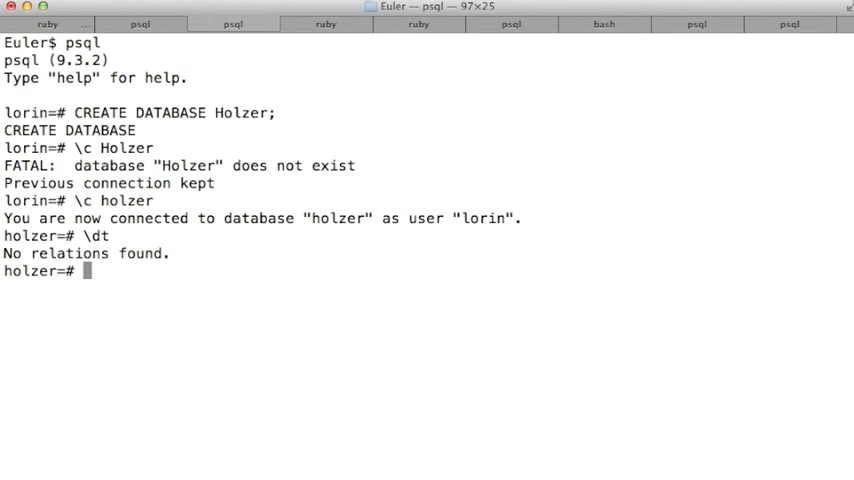 Euler — psql — 97×25
ruby ... psql psql ruby ruby psql bash psql psql
Euler$ psql
psql (9.3.2)
Type "help" for help.
lorin=# CREATE DATABASE Holzer;
CREATE DATABASE
lorin=# \c Holzer
FATAL:  database "Holzer" does not exist
Previous connection kept
lorin=# \c holzer
You are now connected to database "holzer" as user "lorin".
holzer=# \dt
No relations found.
holzer=#